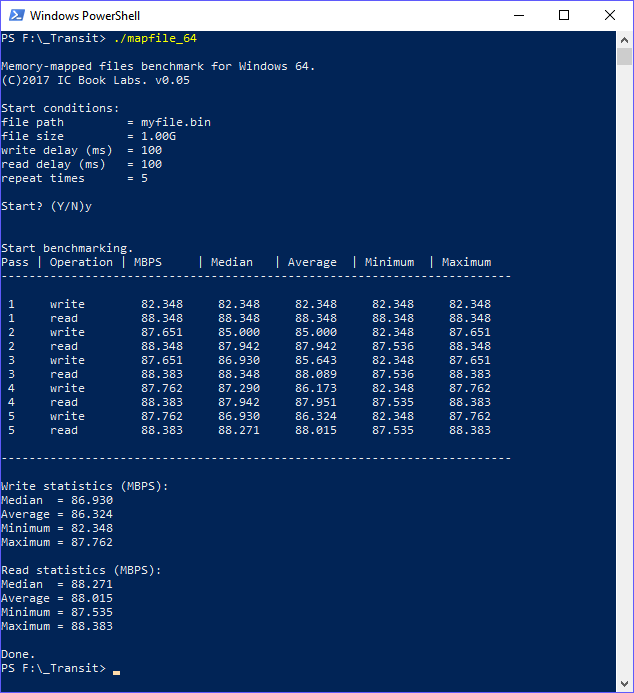 Windows PowerShell
PS F:\_Transit> ./mapfile_64
Memory-mapped files benchmark for Windows 64.
(C)2017 IC Book Labs. v0.05
Start conditions:
file path         = myfile.bin
file size         = 1.00G
write delay (ms)  = 100
read delay (ms)   = 100
repeat times      = 5
Start? (Y/N)y
Start benchmarking.
Pass | Operation | MBPS     | Median   | Average  | Minimum  | Maximum
-------------------------------------------------------------------------
 1     write        82.348     82.348     82.348     82.348     82.348
 1     read         88.348     88.348     88.348     88.348     88.348
 2     write        87.651     85.000     85.000     82.348     87.651
 2     read         88.348     87.942     87.942     87.536     88.348
 3     write        87.651     86.930     85.643     82.348     87.651
 3     read         88.383     88.348     88.089     87.536     88.383
 4     write        87.762     87.290     86.173     82.348     87.762
 4     read         88.383     87.942     87.951     87.535     88.383
 5     write        87.762     86.930     86.324     82.348     87.762
 5     read         88.383     88.271     88.015     87.535     88.383
-------------------------------------------------------------------------
Write statistics (MBPS):
Median  = 86.930
Average = 86.324
Minimum = 82.348
Maximum = 87.762
Read statistics (MBPS):
Median  = 88.271
Average = 88.015
Minimum = 87.535
Maximum = 88.383
Done.
PS F:\_Transit>